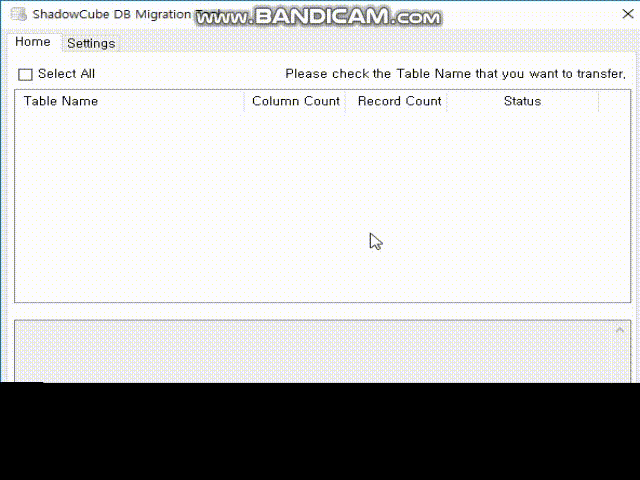 ShadowCube DB Migration
www.BANDICAM.com
Home
Settings
Select All
Please check the Table Name that you want to transfer.
Table Name
Column Count
Record Count
Status